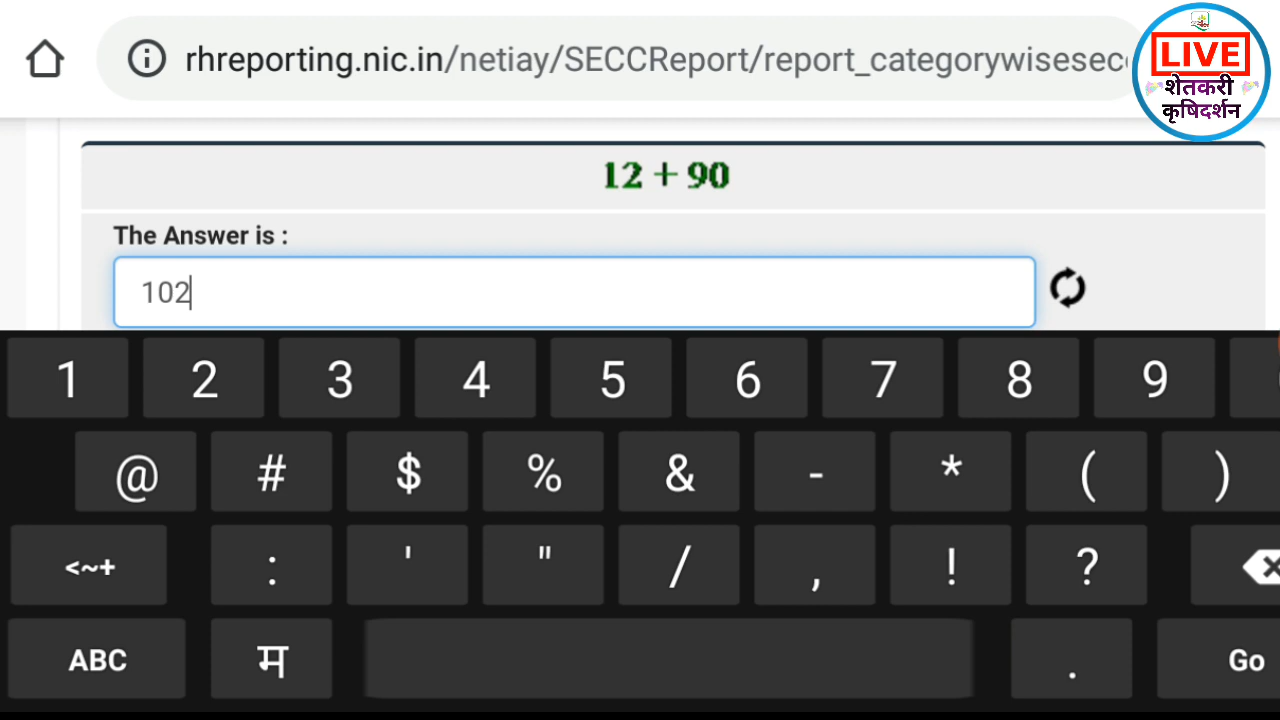 rhreporting.nic.in/netiay/SECCReport/report_categorywisesecc
LIVE
शेतकरी
कृषिदर्शन
12 + 90
The Answer is :
102
1 2 3 4 5 6 7 8 9
@ # $ % & - * ( )
<~+ : ' " / , ! ?
ABC म . Go